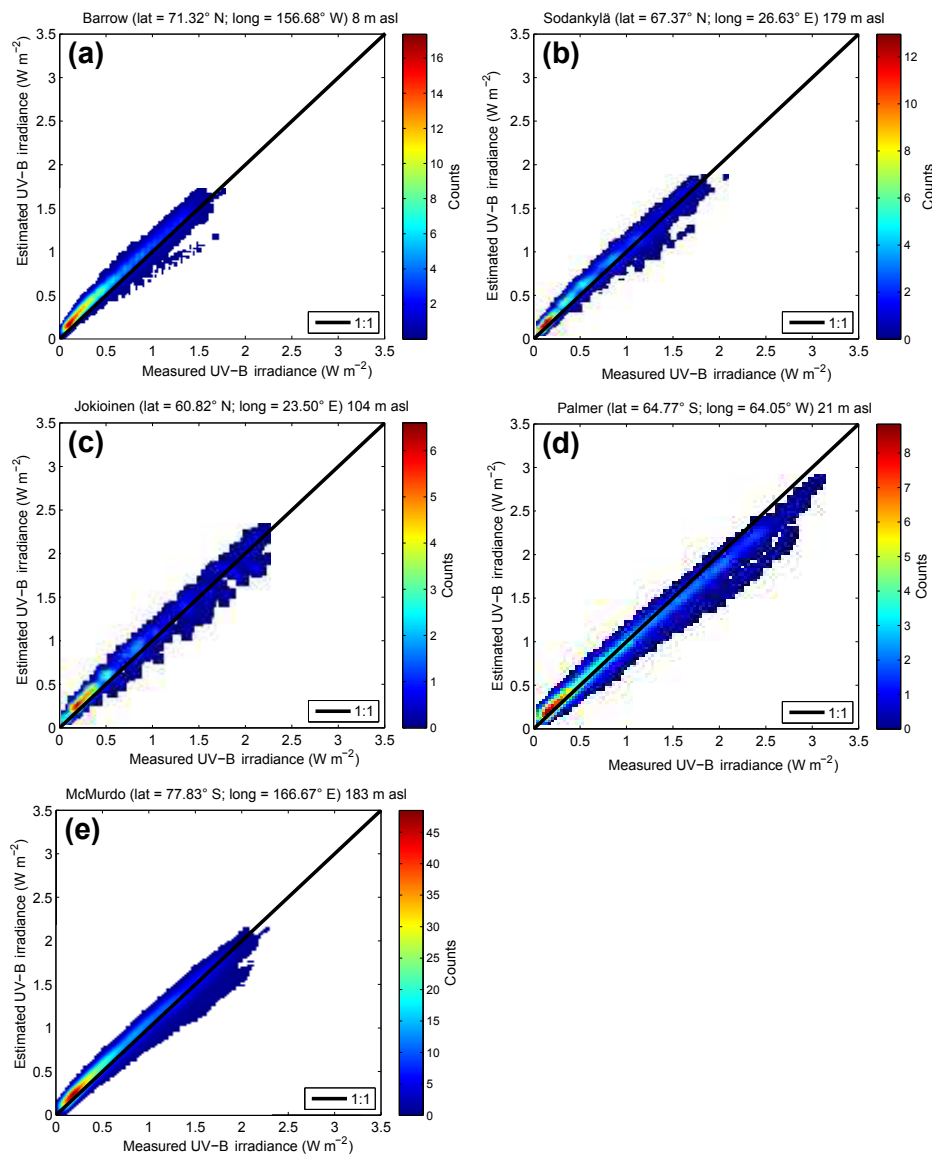 Barrow (lat = 71.32° N; long = 156.68° W) 8 m asl
(a)
Estimated UV−B irradiance (W m−2)
3.5
3
2.5
2
1.5
1
0.5
0
0 0.5 1 1.5 2 2.5 3 3.5
Measured UV−B irradiance (W m−2)
1:1
16
14
12
10
8
6
4
2
Counts
Sodankylä (lat = 67.37° N; long = 26.63° E) 179 m asl
(b)
Estimated UV−B irradiance (W m−2)
3.5
3
2.5
2
1.5
1
0.5
0
0 0.5 1 1.5 2 2.5 3 3.5
Measured UV−B irradiance (W m−2)
1:1
12
10
8
6
4
2
0
Counts
Jokioinen (lat = 60.82° N; long = 23.50° E) 104 m asl
(c)
Estimated UV−B irradiance (W m−2)
3.5
3
2.5
2
1.5
1
0.5
0
0 0.5 1 1.5 2 2.5 3 3.5
Measured UV−B irradiance (W m−2)
1:1
6
5
4
3
2
1
0
Counts
Palmer (lat = 64.77° S; long = 64.05° W) 21 m asl
(d)
Estimated UV−B irradiance (W m−2)
3.5
3
2.5
2
1.5
1
0.5
0
0 0.5 1 1.5 2 2.5 3 3.5
Measured UV−B irradiance (W m−2)
1:1
8
7
6
5
4
3
2
1
0
Counts
McMurdo (lat = 77.83° S; long = 166.67° E) 183 m asl
(e)
Estimated UV−B irradiance (W m−2)
3.5
3
2.5
2
1.5
1
0.5
0
0 0.5 1 1.5 2 2.5 3 3.5
Measured UV−B irradiance (W m−2)
1:1
45
40
35
30
25
20
15
10
5
0
Counts